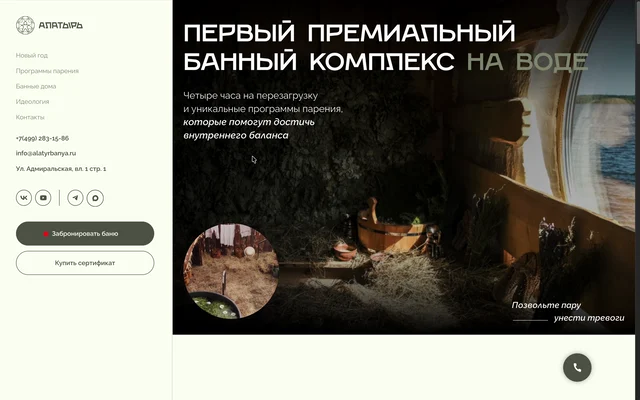 АЛАТЫРЬ
Новый год
Программы парения
Банные дома
Идеология
Контакты
+7(499) 283-15-86
info@alatyrbanya.ru
Ул. Адмиральская, вл. 1 стр. 1
Забронировать баню
Купить сертификат
ПЕРВЫЙ ПРЕМИАЛЬНЫЙ
БАННЫЙ КОМПЛЕКС НА ВОДЕ
Четыре часа на перезагрузку
и уникальные программы парения,
которые помогут достичь
внутреннего баланса
Позвольте пару
унести тревоги